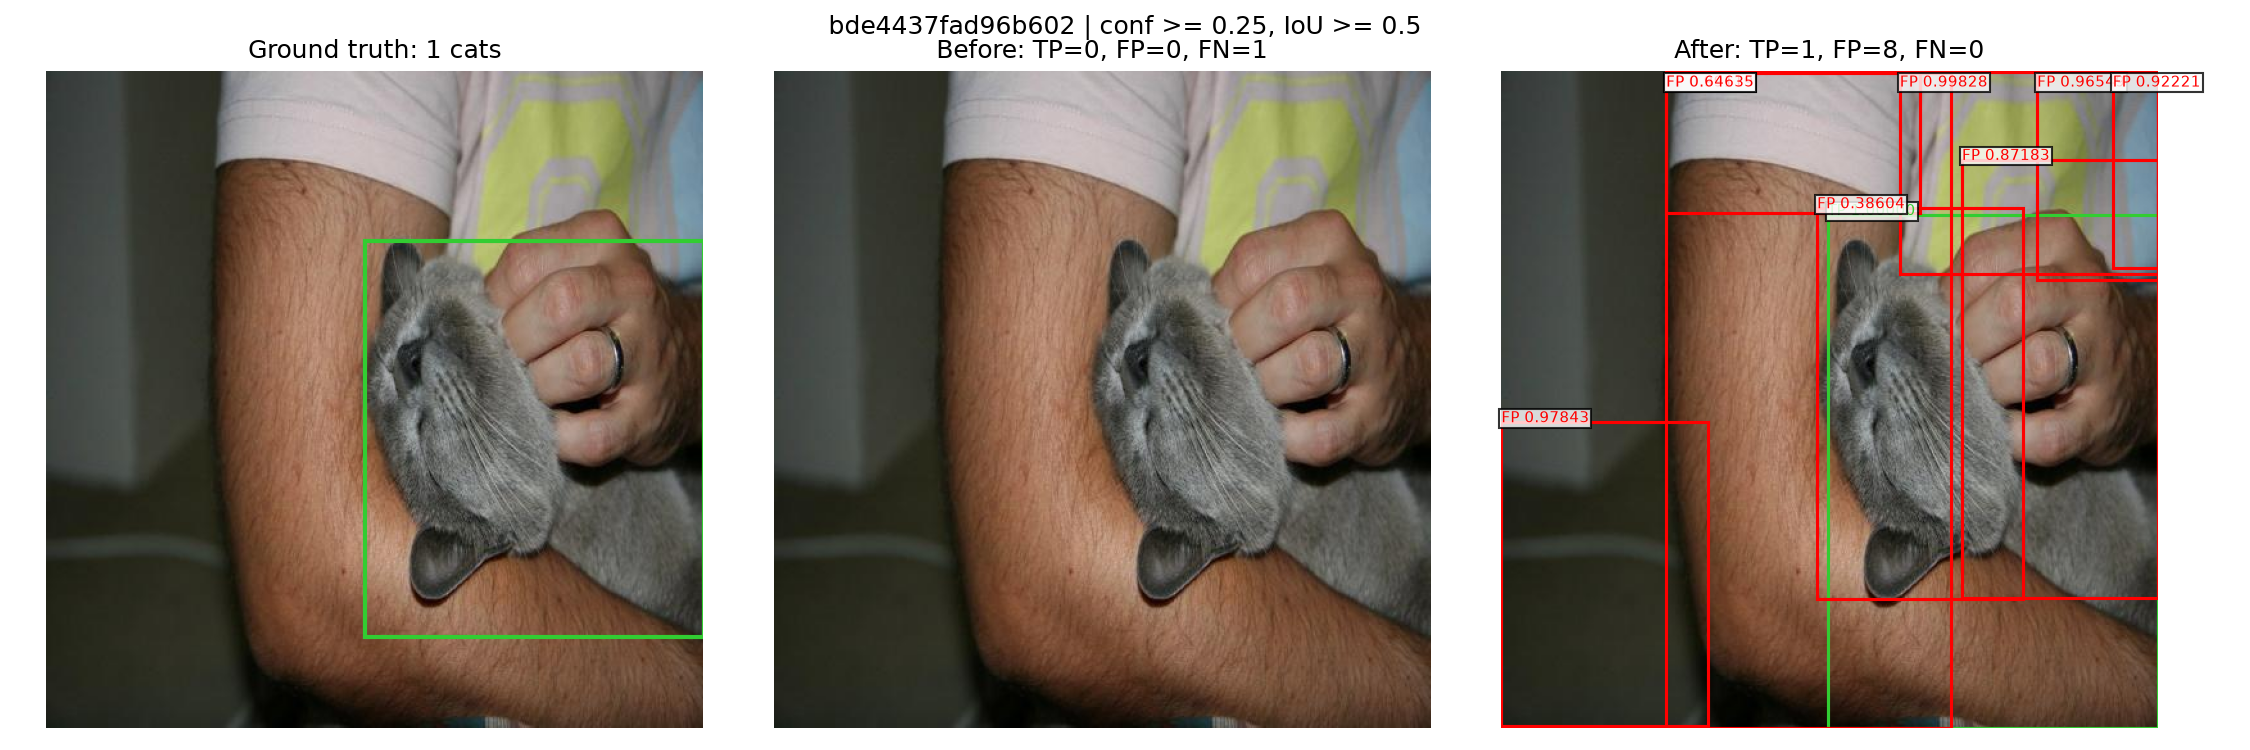 bde4437fad96b602 | conf >= 0.25, IoU >= 0.5
Ground truth: 1 cats
Before: TP=0, FP=0, FN=1
After: TP=1, FP=8, FN=0
FP 0.64635
FP 0.99828
FP 0.9654
FP 0.92221
FP 0.87183
FP 0.38604
FP 0.97843